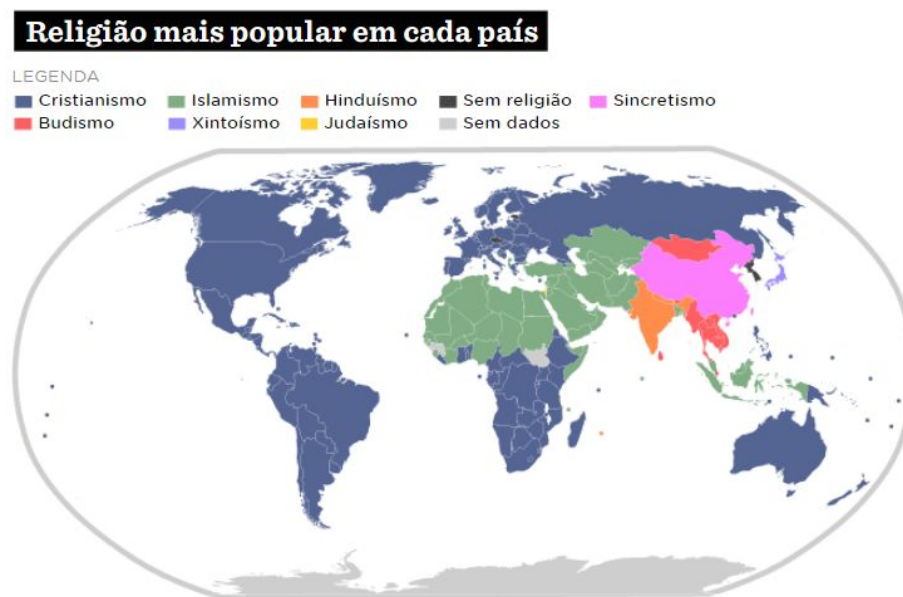 Religião mais popular em cada país
LEGENDA
Cristianismo Islamismo Hinduísmo Sem religião Sincretismo
Budismo Xintoísmo Judaísmo Sem dados